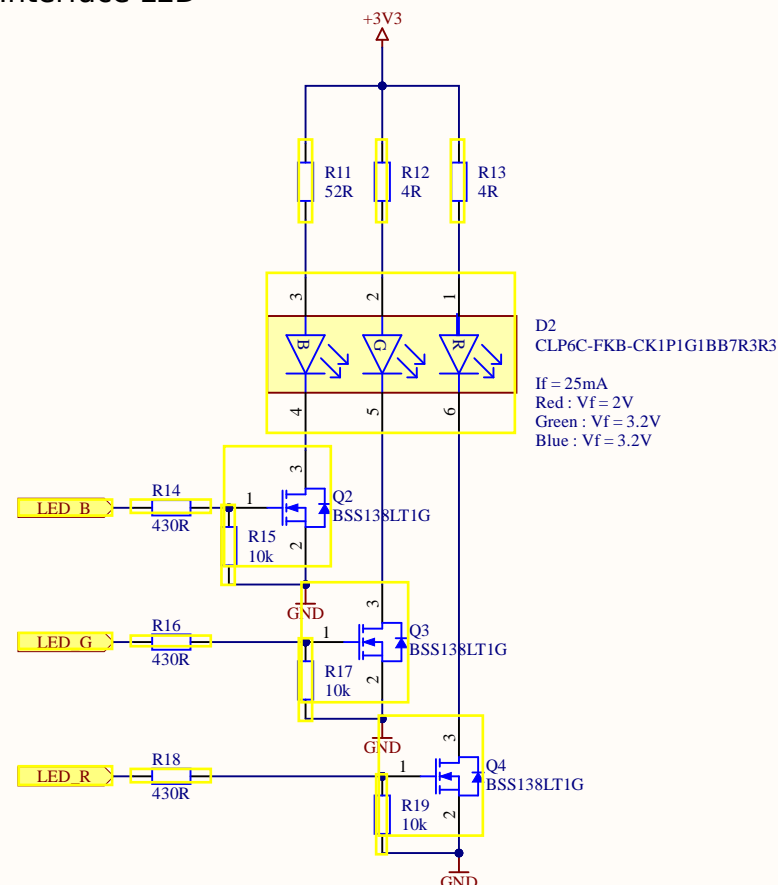 Interface LED
+3V3
R11
52R
R12
4R
R13
4R
3
2
1
B
G
R
D2
CLP6C-FKB-CK1P1G1BB7R3R3
If = 25mA
Red : Vf = 2V
Green : Vf = 3.2V
Blue : Vf = 3.2V
4
5
6
LED_B
R14
430R
1
3
Q2
BSS138LT1G
R15
10k
2
GND
LED_G
R16
430R
1
3
Q3
BSS138LT1G
R17
10k
2
GND
LED_R
R18
430R
1
3
Q4
BSS138LT1G
R19
10k
2
GND